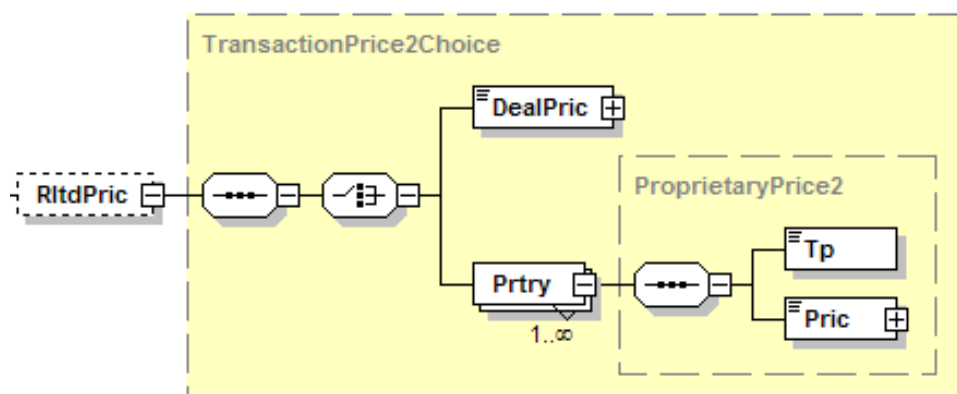 TransactionPrice2Choice
DealPric
RltdPric
ProprietaryPrice2
Tp
Prtry
Pric
1..∞